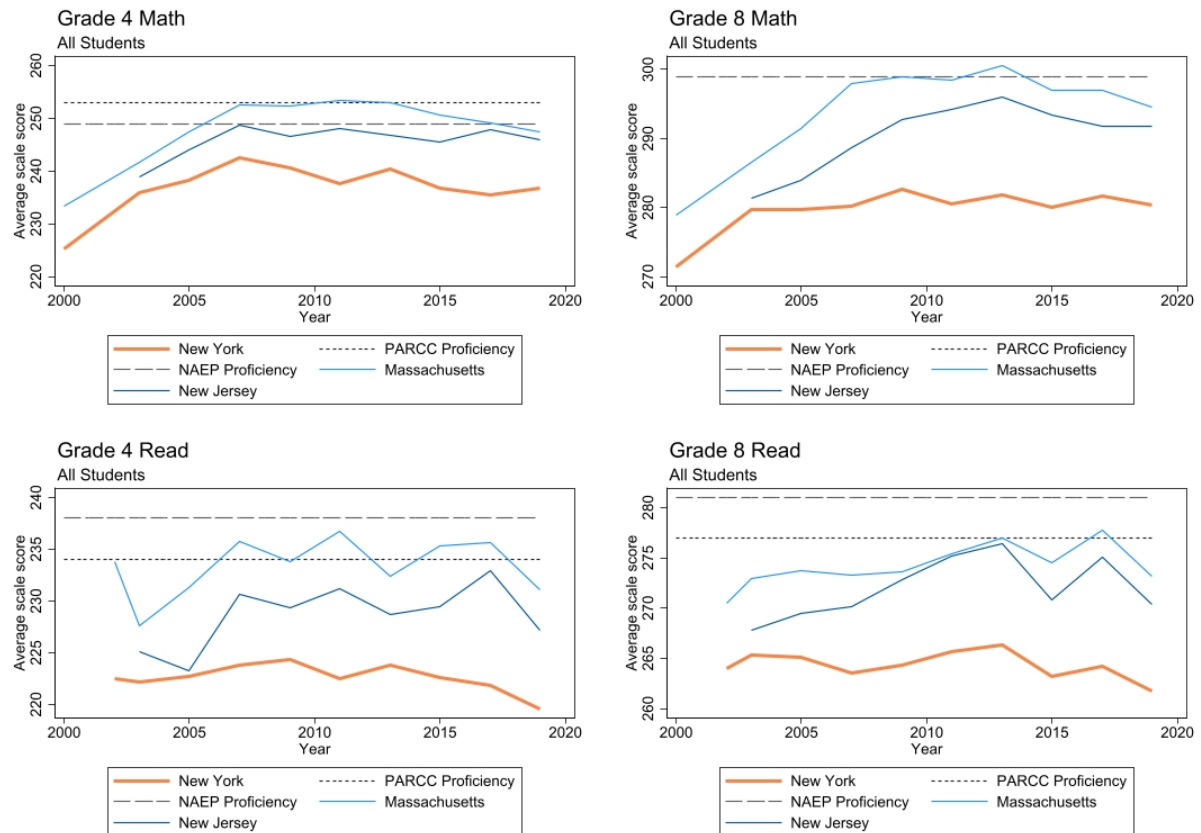 Grade 4 Math
All Students
Average scale score
260
250
240
230
220
2000 2005 2010 2015 2020
Year
New York PARCC Proficiency
NAEP Proficiency Massachusetts
New Jersey
Grade 8 Math
All Students
Average scale score
300
290
280
270
2000 2005 2010 2015 2020
Year
New York PARCC Proficiency
NAEP Proficiency Massachusetts
New Jersey
Grade 4 Read
All Students
Average scale score
240
235
230
225
220
2000 2005 2010 2015 2020
Year
New York PARCC Proficiency
NAEP Proficiency Massachusetts
New Jersey
Grade 8 Read
All Students
Average scale score
280
275
270
265
260
2000 2005 2010 2015 2020
Year
New York PARCC Proficiency
NAEP Proficiency Massachusetts
New Jersey